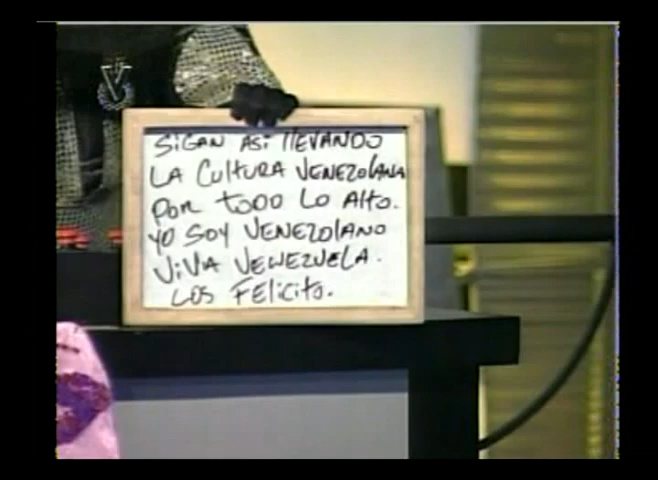 V
SiGAN ASi llEVANDO
LA CulTURA VENEZOlANA
POR todo Lo Alto.
YO SOY VENEZOlANO
ViVA VENEZUELA.
LOS FEliCito.